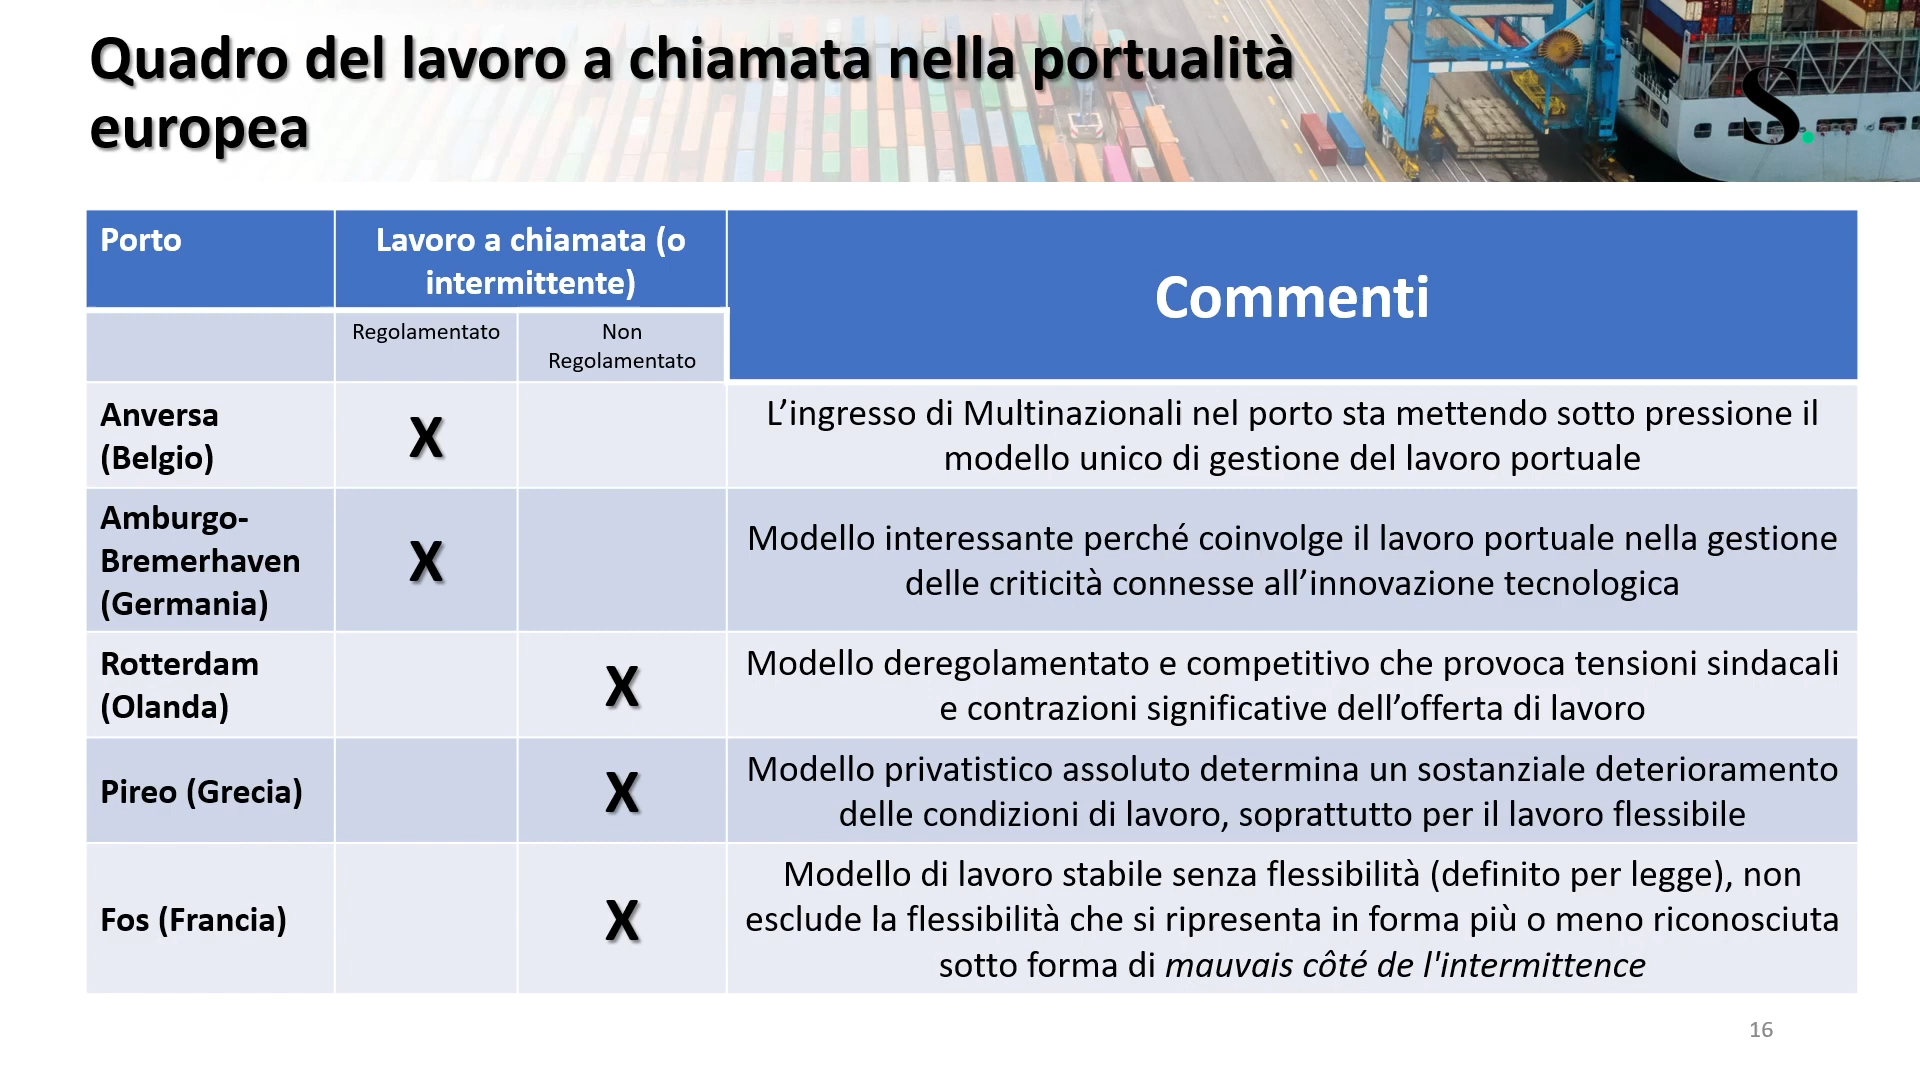 Quadro del lavoro a chiamata nella portualità
europea
S.
Porto
Lavoro a chiamata (o
intermittente)
Commenti
Regolamentato
Non
Regolamentato
Anversa
(Belgio)
X
L’ingresso di Multinazionali nel porto sta mettendo sotto pressione il
modello unico di gestione del lavoro portuale
Amburgo-
Bremerhaven
(Germania)
X
Modello interessante perché coinvolge il lavoro portuale nella gestione
delle criticità connesse all’innovazione tecnologica
Rotterdam
(Olanda)
X
Modello deregolamentato e competitivo che provoca tensioni sindacali
e contrazioni significative dell’offerta di lavoro
Pireo (Grecia)
X
Modello privatistico assoluto determina un sostanziale deterioramento
delle condizioni di lavoro, soprattutto per il lavoro flessibile
Fos (Francia)
X
Modello di lavoro stabile senza flessibilità (definito per legge), non
esclude la flessibilità che si ripresenta in forma più o meno riconosciuta
sotto forma di mauvais côté de l'intermittence
16